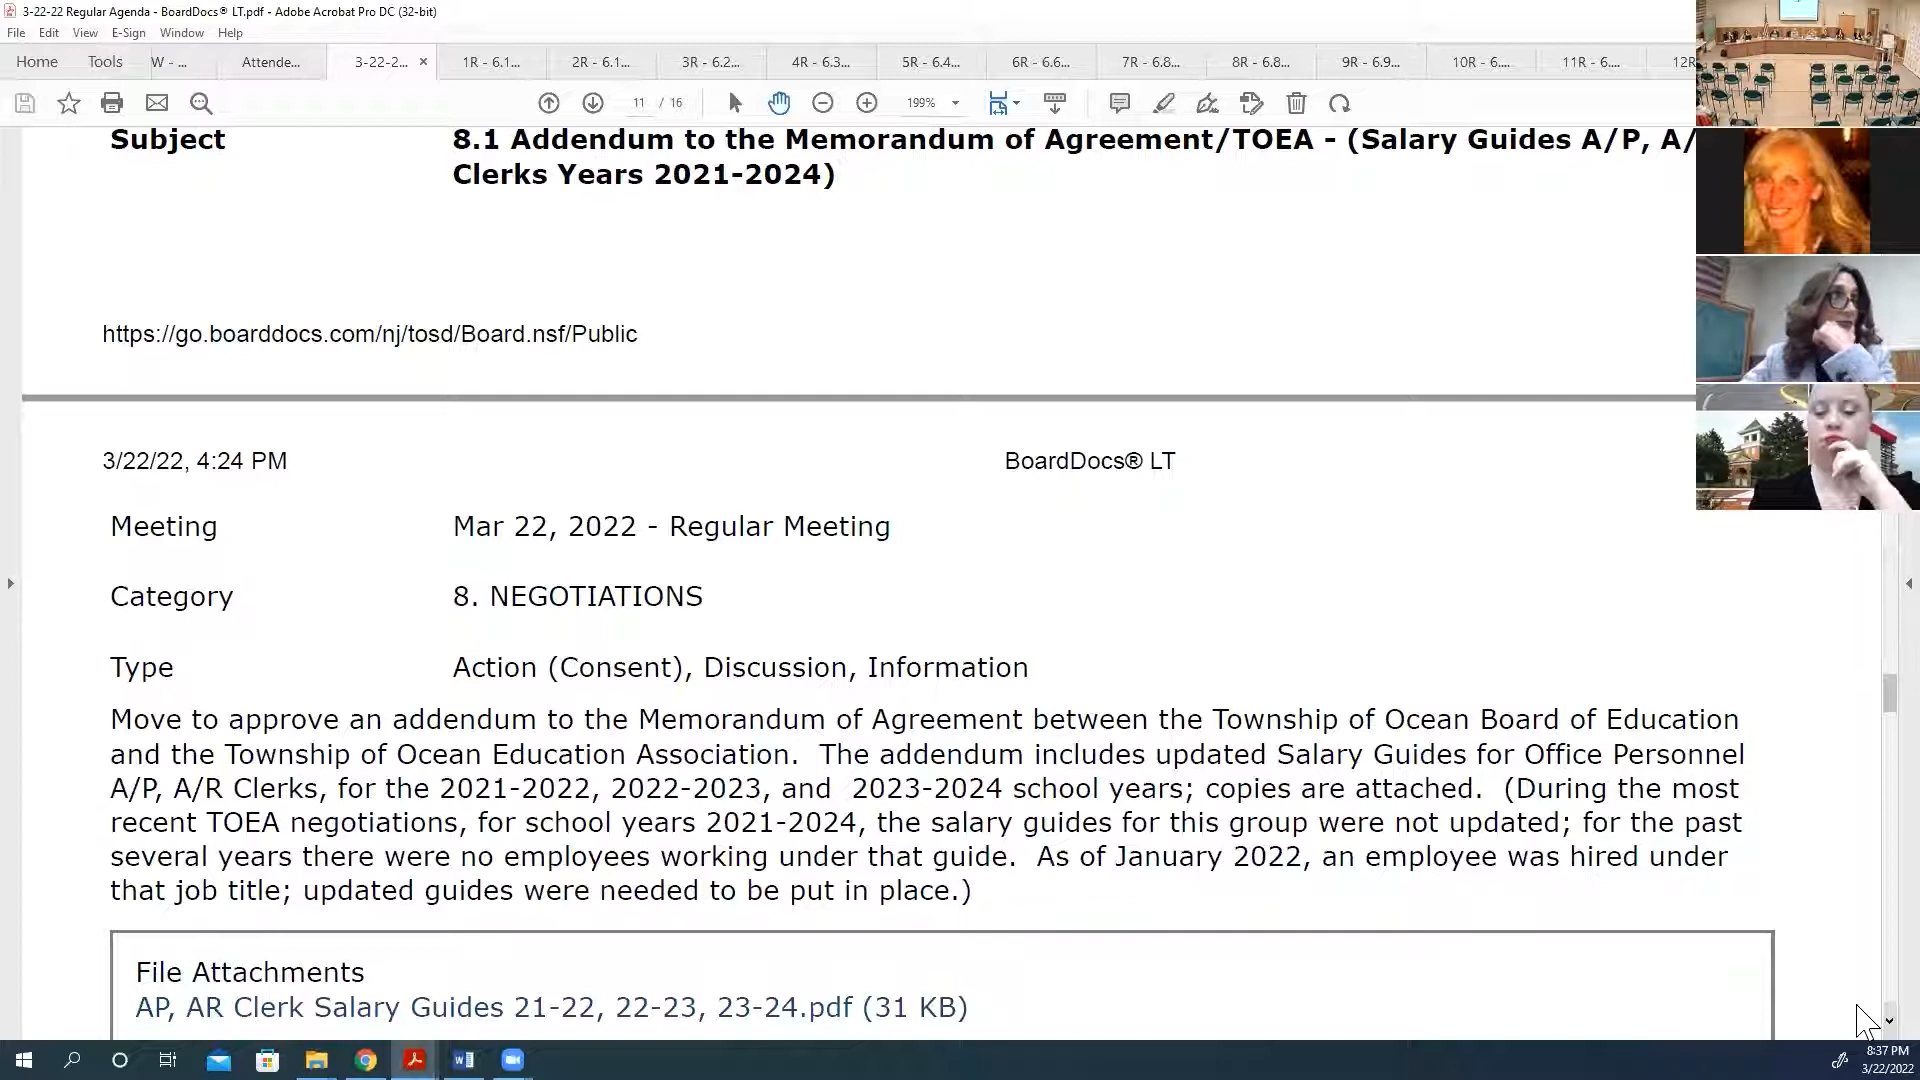 3-22-22 Regular Agenda - BoardDocs® LT.pdf - Adobe Acrobat Pro DC (32-bit)
File Edit View E-Sign Window Help
Home Tools W - ... Attende... 3-22-2... × 1R - 6.1... 2R - 6.1... 3R - 6.2... 4R - 6.3... 5R - 6.4... 6R - 6.6... 7R - 6.8... 8R - 6.8... 9R - 6.9... 10R - 6.... 11R - 6.... 12R
11 / 16 199%
Subject 8.1 Addendum to the Memorandum of Agreement/TOEA - (Salary Guides A/P, A/
Clerks Years 2021-2024)
https://go.boarddocs.com/nj/tosd/Board.nsf/Public
3/22/22, 4:24 PM BoardDocs® LT
Meeting Mar 22, 2022 - Regular Meeting
Category 8. NEGOTIATIONS
Type Action (Consent), Discussion, Information
Move to approve an addendum to the Memorandum of Agreement between the Township of Ocean Board of Education
and the Township of Ocean Education Association.  The addendum includes updated Salary Guides for Office Personnel
A/P, A/R Clerks, for the 2021-2022, 2022-2023, and  2023-2024 school years; copies are attached.  (During the most
recent TOEA negotiations, for school years 2021-2024, the salary guides for this group were not updated; for the past
several years there were no employees working under that guide.  As of January 2022, an employee was hired under
that job title; updated guides were needed to be put in place.)
File Attachments
AP, AR Clerk Salary Guides 21-22, 22-23, 23-24.pdf (31 KB)
8:37 PM
3/22/2022